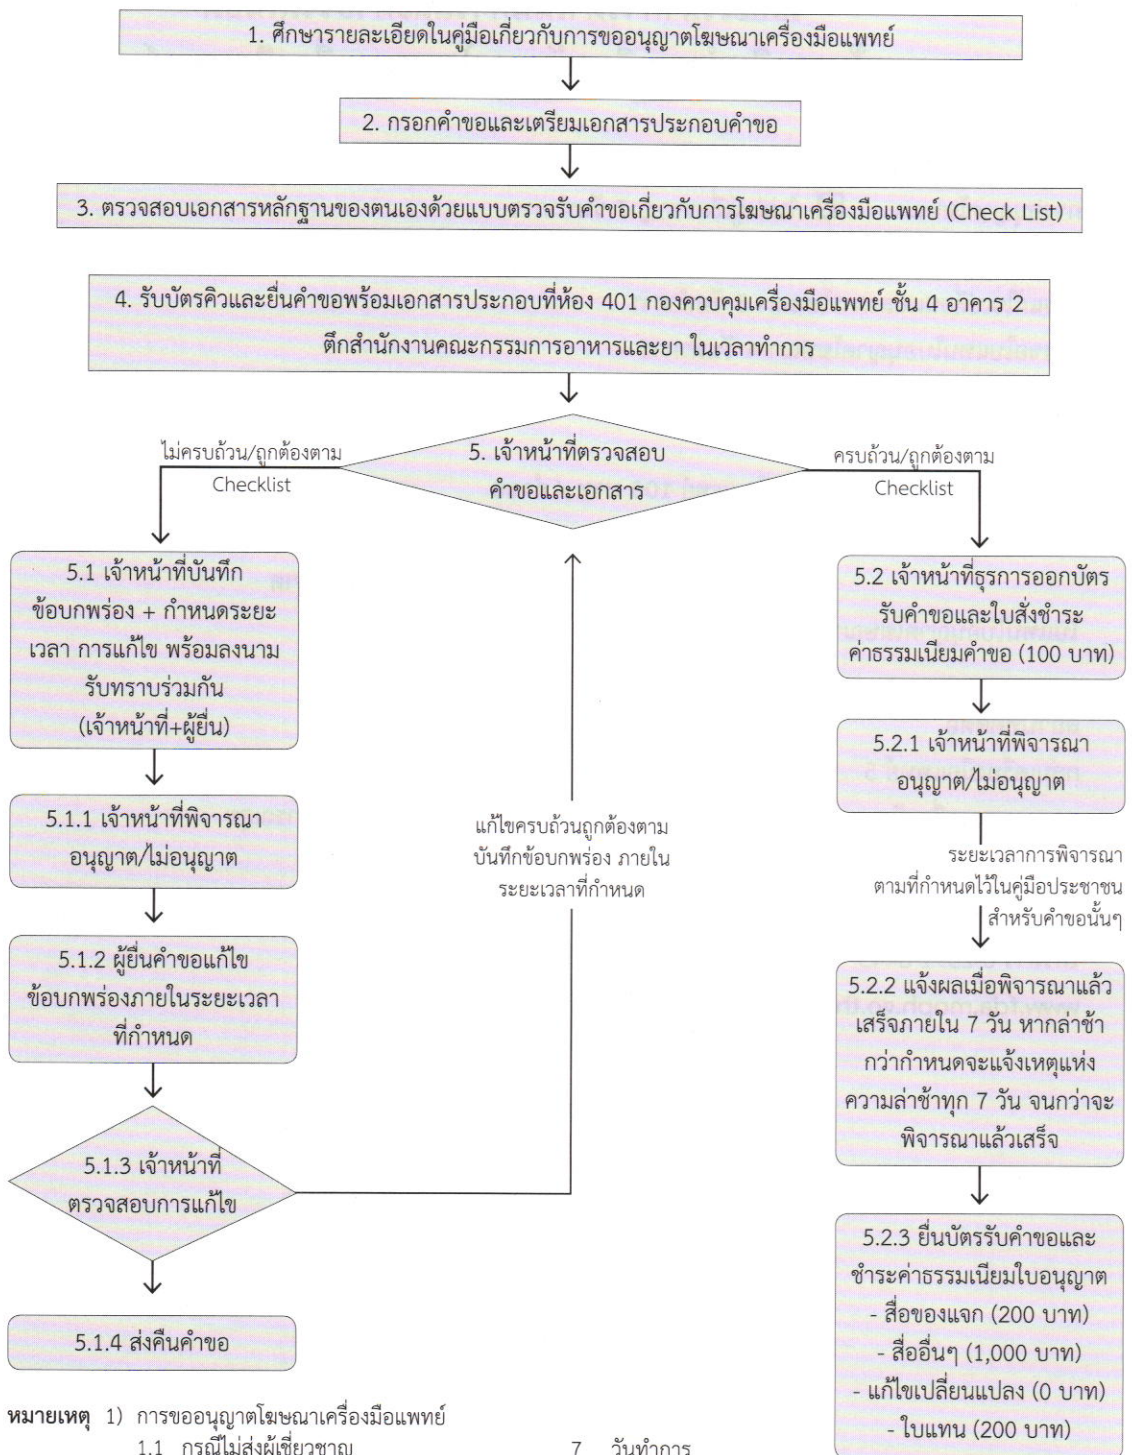 1. ศึกษารายละเอียดในคู่มือเกี่ยวกับการขออนุญาตโฆษณาเครื่องมือแพทย์
2. กรอกคำขอและเตรียมเอกสารประกอบคำขอ
3. ตรวจสอบเอกสารหลักฐานของตนเองด้วยแบบตรวจรับคำขอเกี่ยวกับการโฆษณาเครื่องมือแพทย์ (Check List)
4. รับบัตรคิวและยื่นคำขอพร้อมเอกสารประกอบที่ห้อง 401 กองควบคุมเครื่องมือแพทย์ ชั้น 4 อาคาร 2
ตึกสำนักงานคณะกรรมการอาหารและยา ในเวลาทำการ
5. เจ้าหน้าที่ตรวจสอบ
คำขอและเอกสาร
ไม่ครบถ้วน/ถูกต้องตาม
Checklist
ครบถ้วน/ถูกต้องตาม
Checklist
5.1 เจ้าหน้าที่บันทึก
ข้อบกพร่อง + กำหนดระยะ
เวลา การแก้ไข พร้อมลงนาม
รับทราบร่วมกัน
(เจ้าหน้าที่+ผู้ยื่น)
5.1.1 เจ้าหน้าที่พิจารณา
อนุญาต/ไม่อนุญาต
5.1.2 ผู้ยื่นคำขอแก้ไข
ข้อบกพร่องภายในระยะเวลา
ที่กำหนด
5.1.3 เจ้าหน้าที่
ตรวจสอบการแก้ไข
5.1.4 ส่งคืนคำขอ
แก้ไขครบถ้วนถูกต้องตาม
บันทึกข้อบกพร่อง ภายใน
ระยะเวลาที่กำหนด
5.2 เจ้าหน้าที่ธุรการออกบัตร
รับคำขอและใบสั่งชำระ
ค่าธรรมเนียมคำขอ (100 บาท)
5.2.1 เจ้าหน้าที่พิจารณา
อนุญาต/ไม่อนุญาต
ระยะเวลาการพิจารณา
ตามที่กำหนดไว้ในคู่มือประชาชน
สำหรับคำขอนั้นๆ
5.2.2 แจ้งผลเมื่อพิจารณาแล้ว
เสร็จภายใน 7 วัน หากล่าช้า
กว่ากำหนดจะแจ้งเหตุแห่ง
ความล่าช้าทุก 7 วัน จนกว่าจะ
พิจารณาแล้วเสร็จ
5.2.3 ยื่นบัตรรับคำขอและ
ชำระค่าธรรมเนียมใบอนุญาต
- สื่อของแจก (200 บาท)
- สื่ออื่นๆ (1,000 บาท)
- แก้ไขเปลี่ยนแปลง (0 บาท)
- ใบแทน (200 บาท)
หมายเหตุ 1) การขออนุญาตโฆษณาเครื่องมือแพทย์
1.1 กรณีไม่ส่งผู้เชี่ยวชาญ 7 วันทำการ